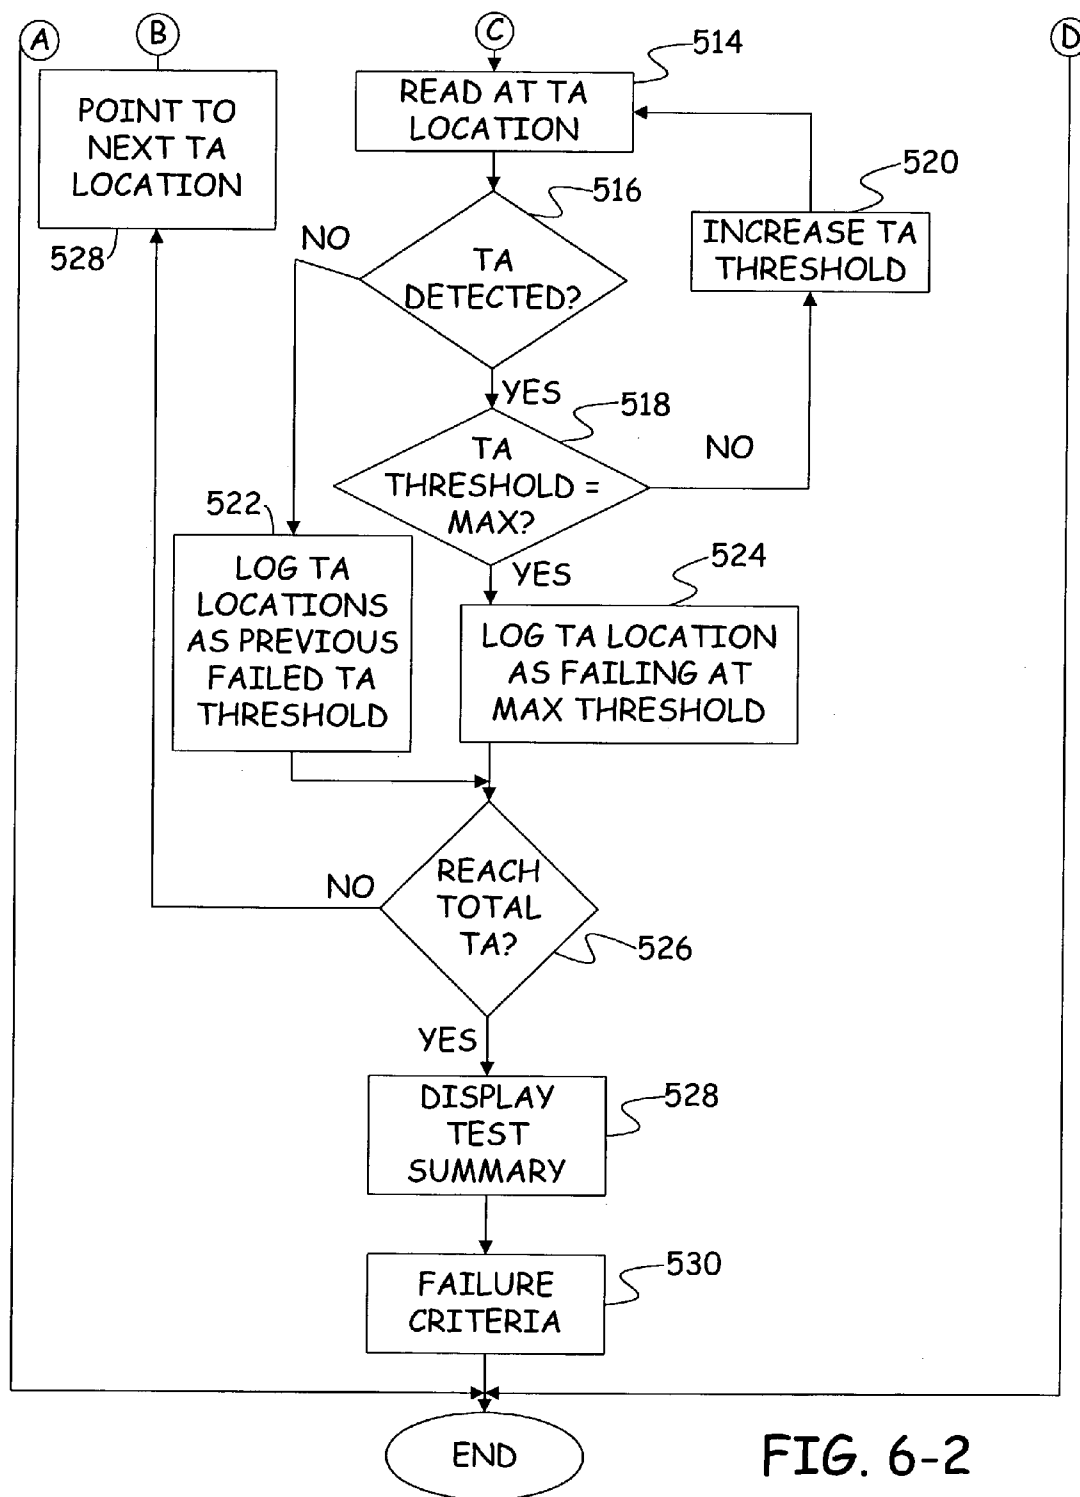 A
B
C
D
514
READ AT TA
LOCATION
POINT TO
NEXT TA
LOCATION
528
520
INCREASE TA
THRESHOLD
516
NO
TA
DETECTED?
YES
518
TA
THRESHOLD =
MAX?
NO
522
LOG TA
LOCATIONS
AS PREVIOUS
FAILED TA
THRESHOLD
YES
524
LOG TA LOCATION
AS FAILING AT
MAX THRESHOLD
NO
REACH
TOTAL
TA?
526
YES
DISPLAY
TEST
SUMMARY
528
FAILURE
CRITERIA
530
END
FIG. 6-2